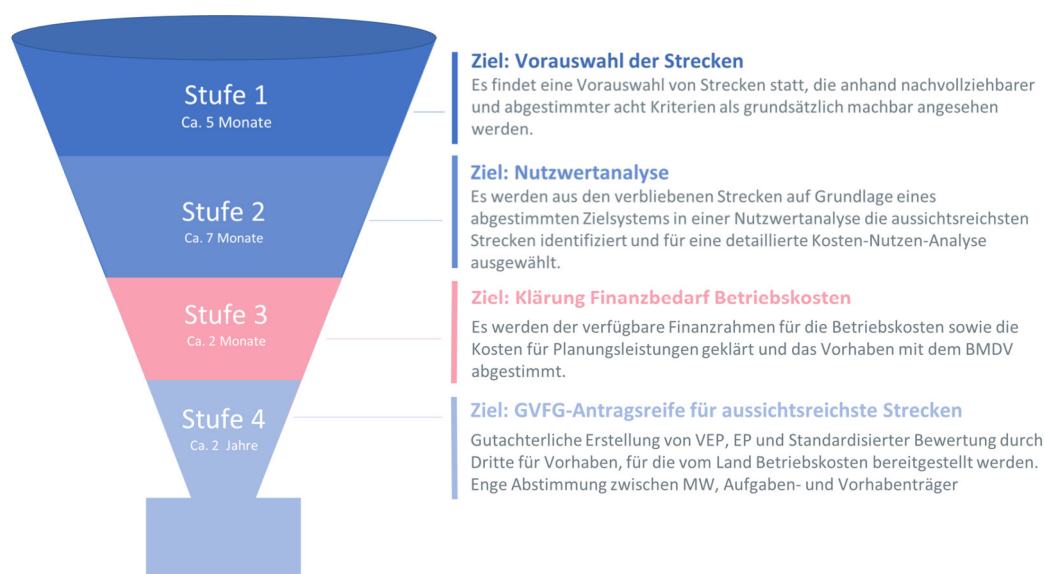 Stufe 1
Ca. 5 Monate
Ziel: Vorauswahl der Strecken
Es findet eine Vorauswahl von Strecken statt, die anhand nachvollziehbarer
und abgestimmter acht Kriterien als grundsätzlich machbar angesehen
werden.
Stufe 2
Ca. 7 Monate
Ziel: Nutzwertanalyse
Es werden aus den verbliebenen Strecken auf Grundlage eines
abgestimmten Zielsystems in einer Nutzwertanalyse die aussichtsreichsten
Strecken identifiziert und für eine detaillierte Kosten-Nutzen-Analyse
ausgewählt.
Stufe 3
Ca. 2 Monate
Ziel: Klärung Finanzbedarf Betriebskosten
Es werden der verfügbare Finanzrahmen für die Betriebskosten sowie die
Kosten für Planungsleistungen geklärt und das Vorhaben mit dem BMDV
abgestimmt.
Stufe 4
Ca. 2 Jahre
Ziel: GVFG-Antragsreife für aussichtsreichste Strecken
Gutachterliche Erstellung von VEP, EP und Standardisierter Bewertung durch
Dritte für Vorhaben, für die vom Land Betriebskosten bereitgestellt werden.
Enge Abstimmung zwischen MW, Aufgaben- und Vorhabenträger